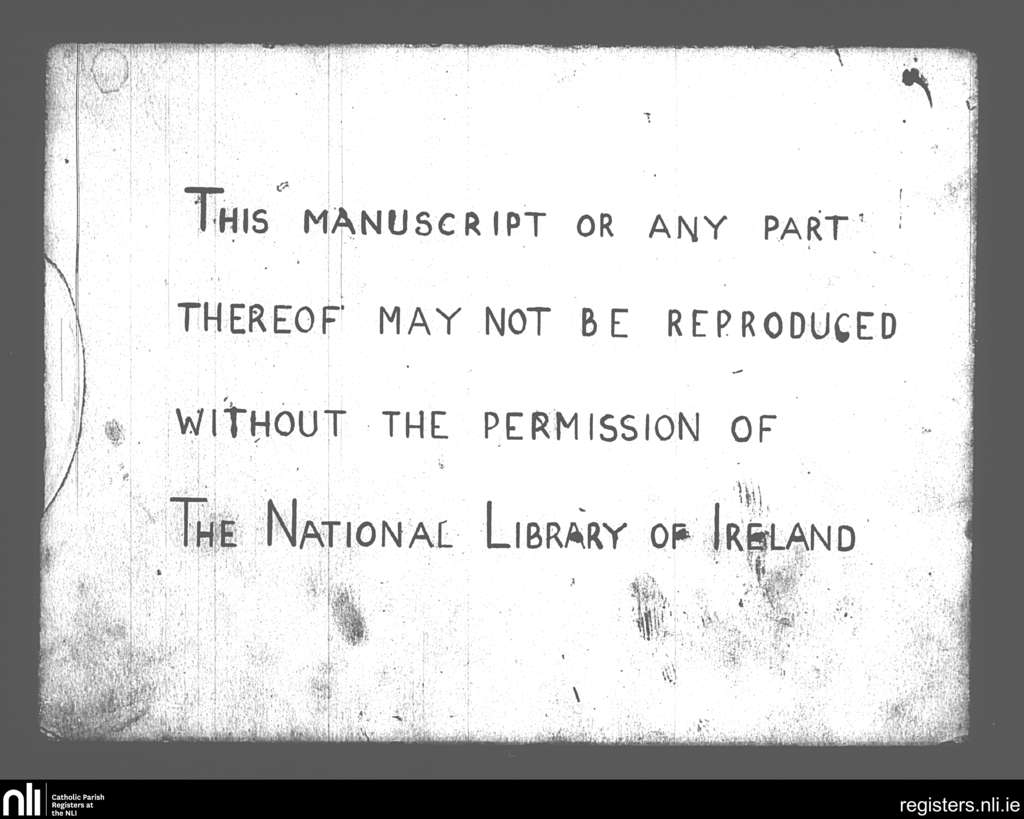 THIS MANUSCRIPT OR ANY PART
THEREOF MAY NOT BE REPRODUCED
WITHOUT THE PERMISSION OF
THE NATIONAL LIBRARY OF IRELAND
nli
Catholic Parish
Registers at
the NLI
registers.nli.ie